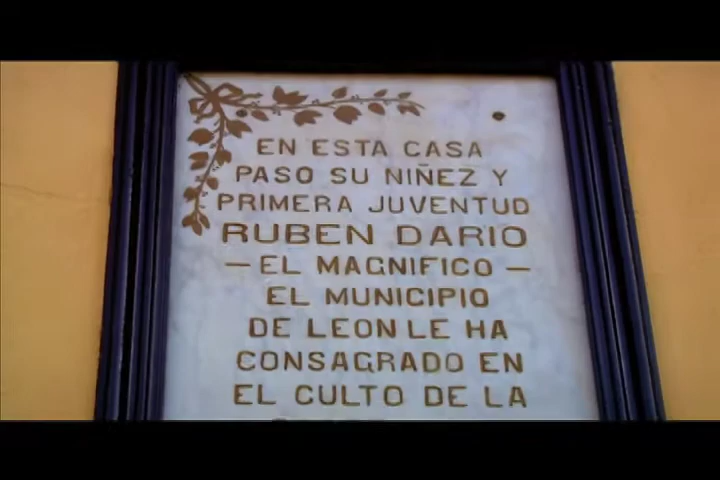 EN ESTA CASA
PASO SU NIÑEZ Y
PRIMERA JUVENTUD
RUBEN DARIO
— EL MAGNIFICO —
EL MUNICIPIO
DE LEON LE HA
CONSAGRADO EN
EL CULTO DE LA